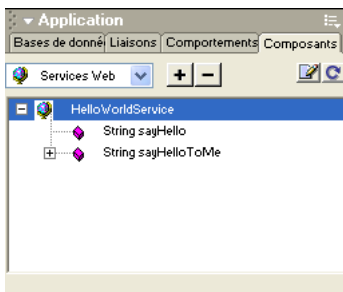 Application
Bases de donné Liaisons Comportements Composants
Services Web
HelloWorldService
String sayHello
String sayHelloToMe